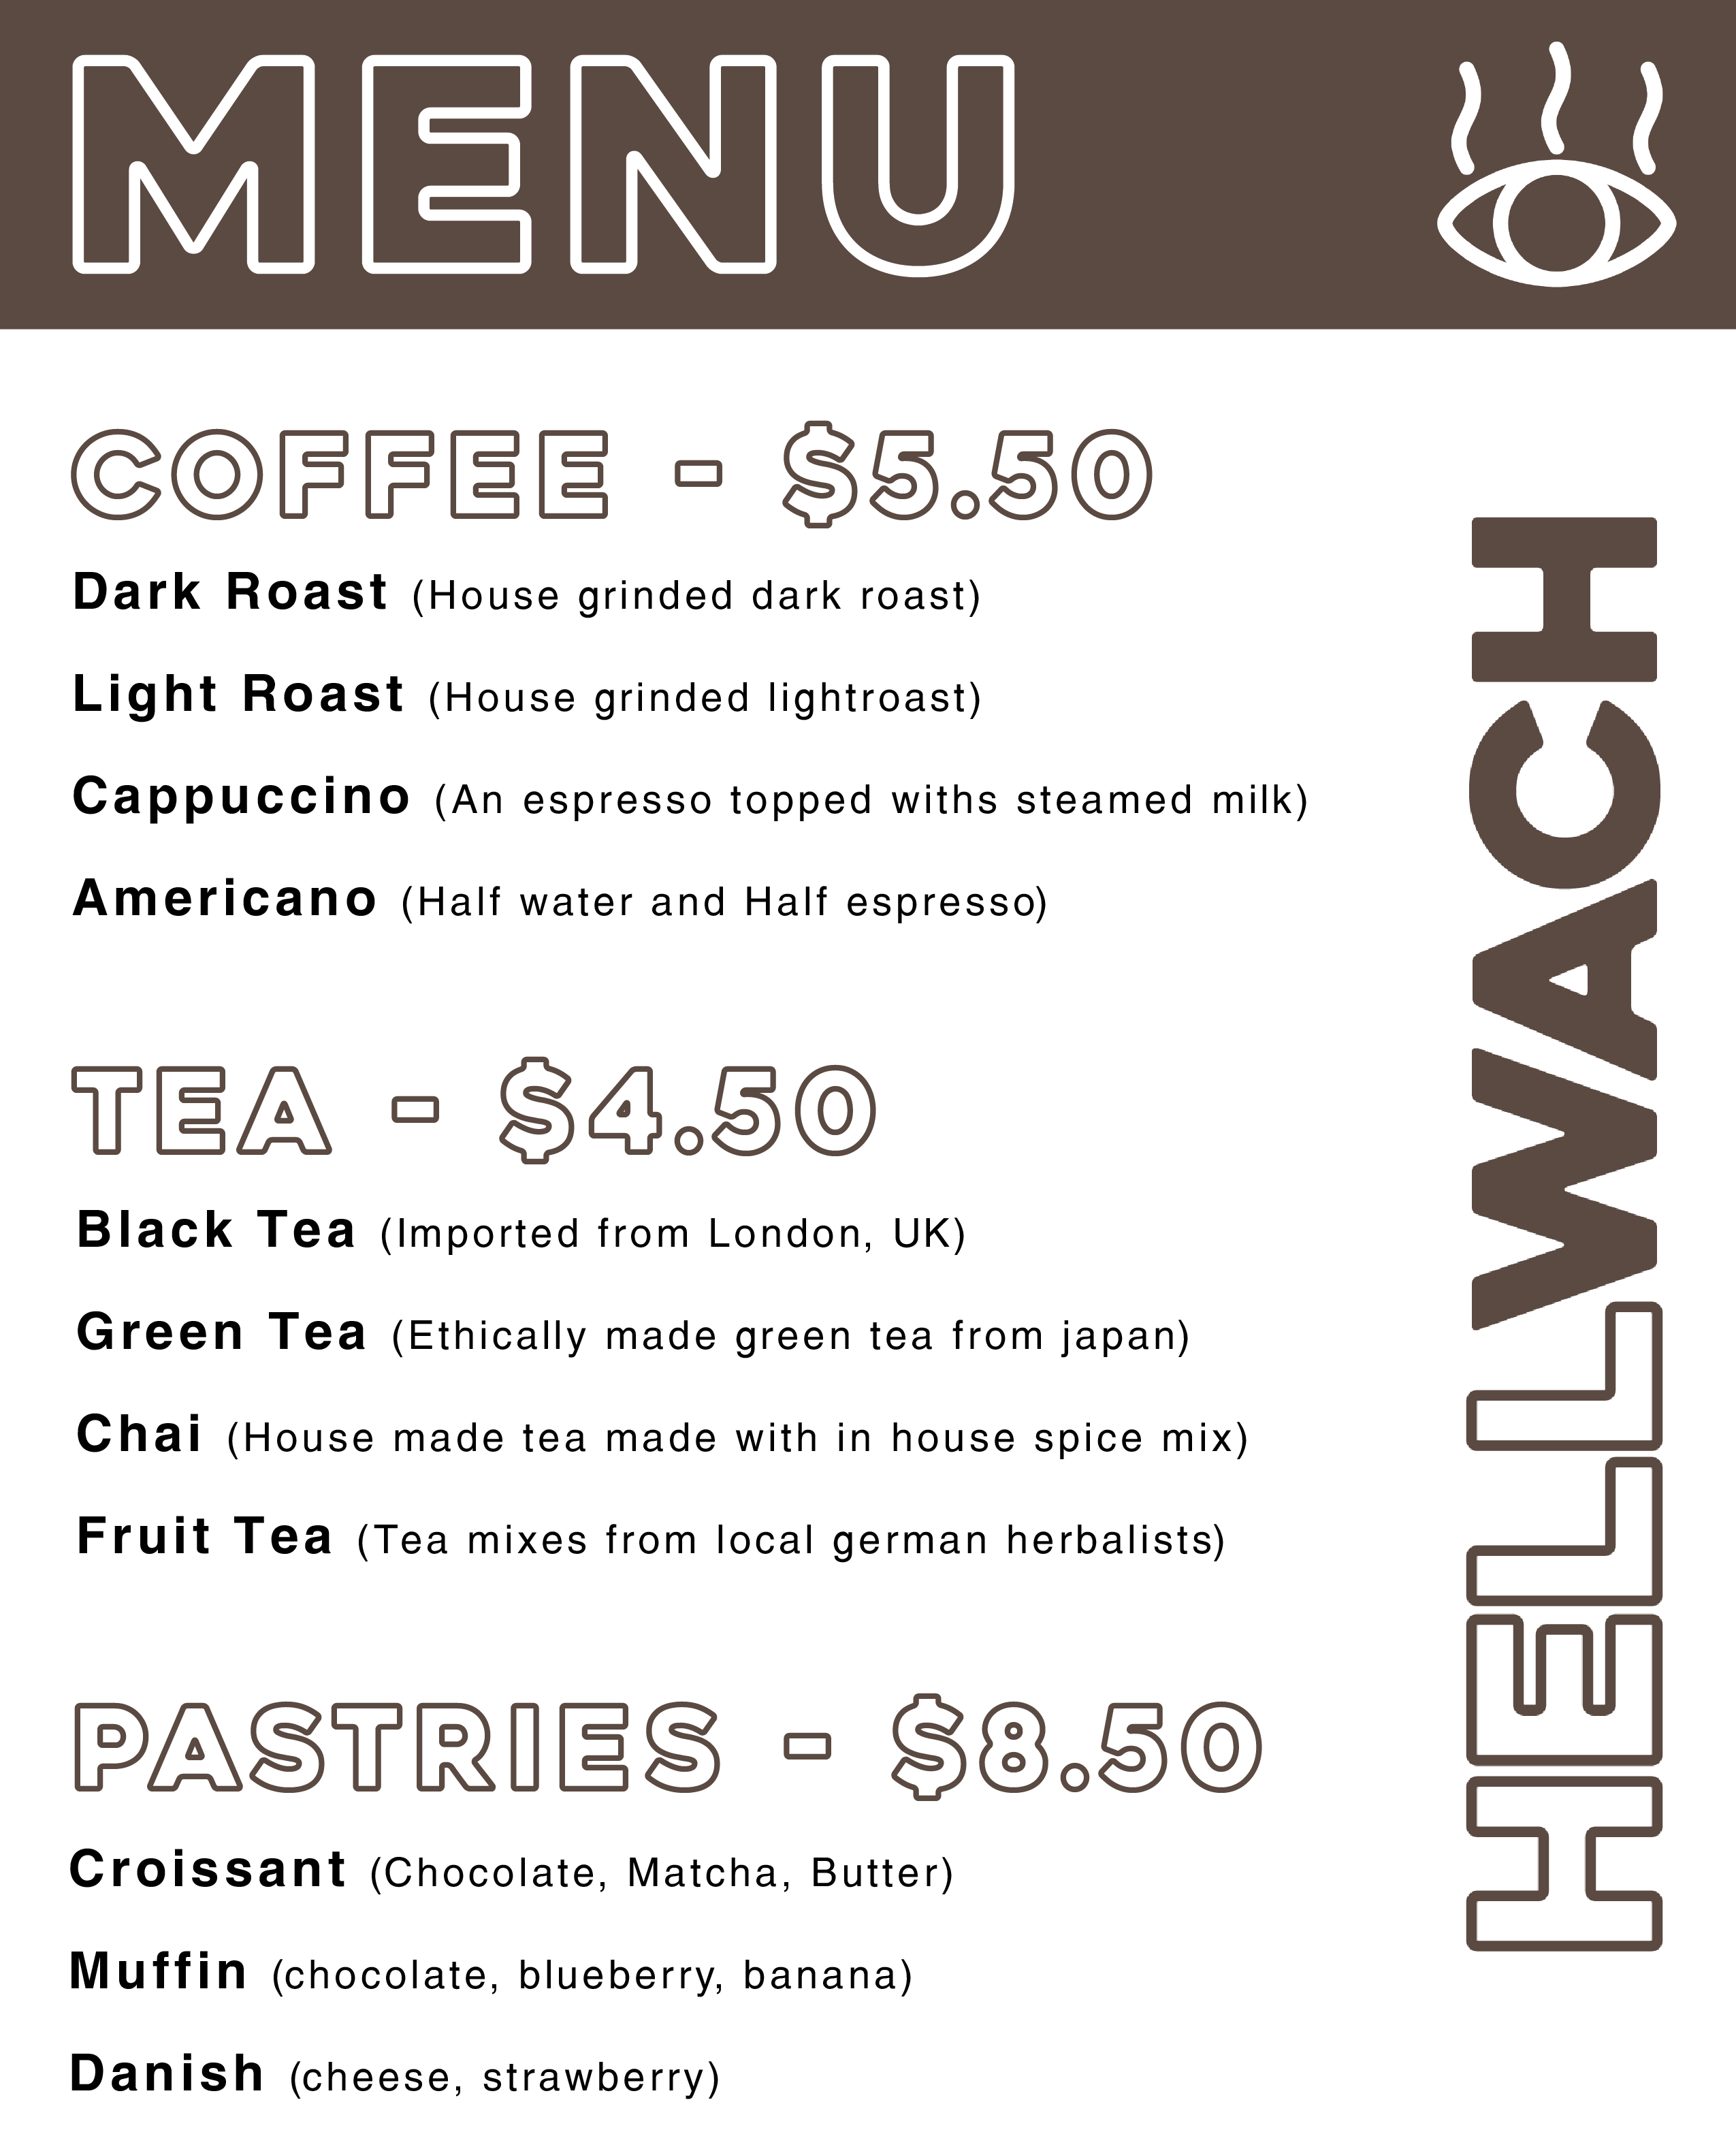 MENU
COFFEE - $5.50
Dark Roast (House grinded dark roast)
Light Roast (House grinded lightroast)
Cappuccino (An espresso topped withs steamed milk)
Americano (Half water and Half espresso)
TEA - $4.50
Black Tea (Imported from London, UK)
Green Tea (Ethically made green tea from japan)
Chai (House made tea made with in house spice mix)
Fruit Tea (Tea mixes from local german herbalists)
PASTRIES - $8.50
Croissant (Chocolate, Matcha, Butter)
Muffin (chocolate, blueberry, banana)
Danish (cheese, strawberry)
HELLWACH